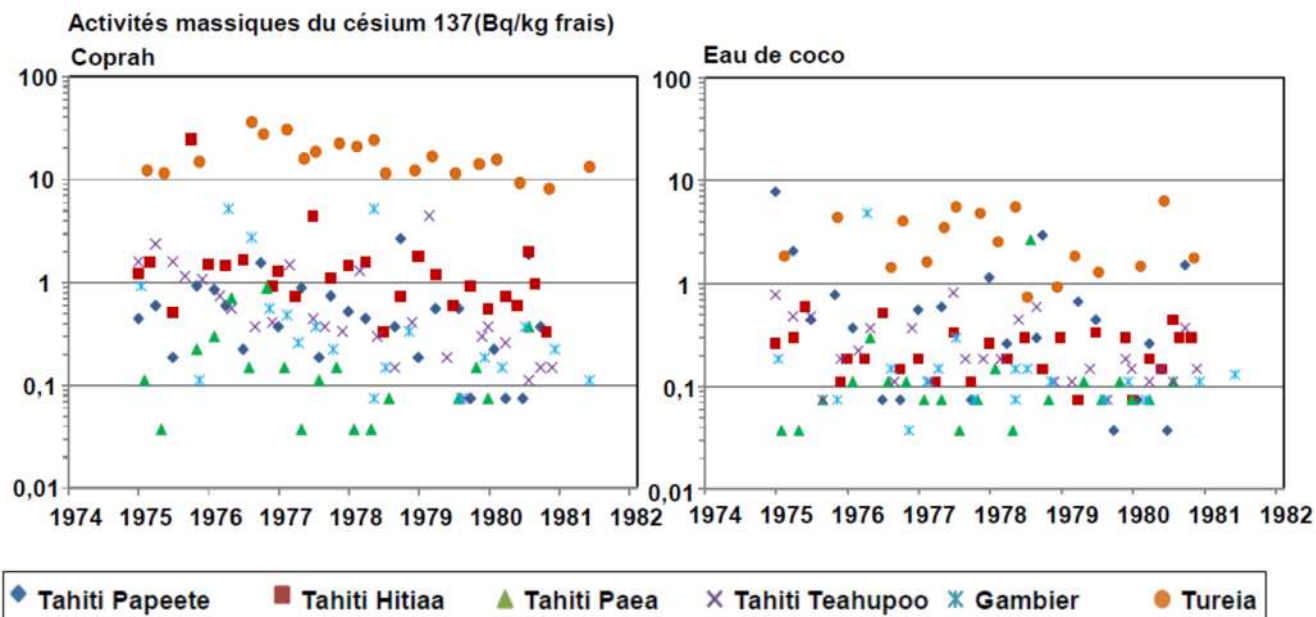 Activités massiques du césium 137(Bq/kg frais)
Coprah
Eau de coco
100
10
1
0,1
0,01
1974 1975 1976 1977 1978 1979 1980 1981 1982
100
10
1
0,1
0,01
1974 1975 1976 1977 1978 1979 1980 1981 1982
Tahiti Papeete Tahiti Hitiaa Tahiti Paea Tahiti Teahupoo Gambier Tureia